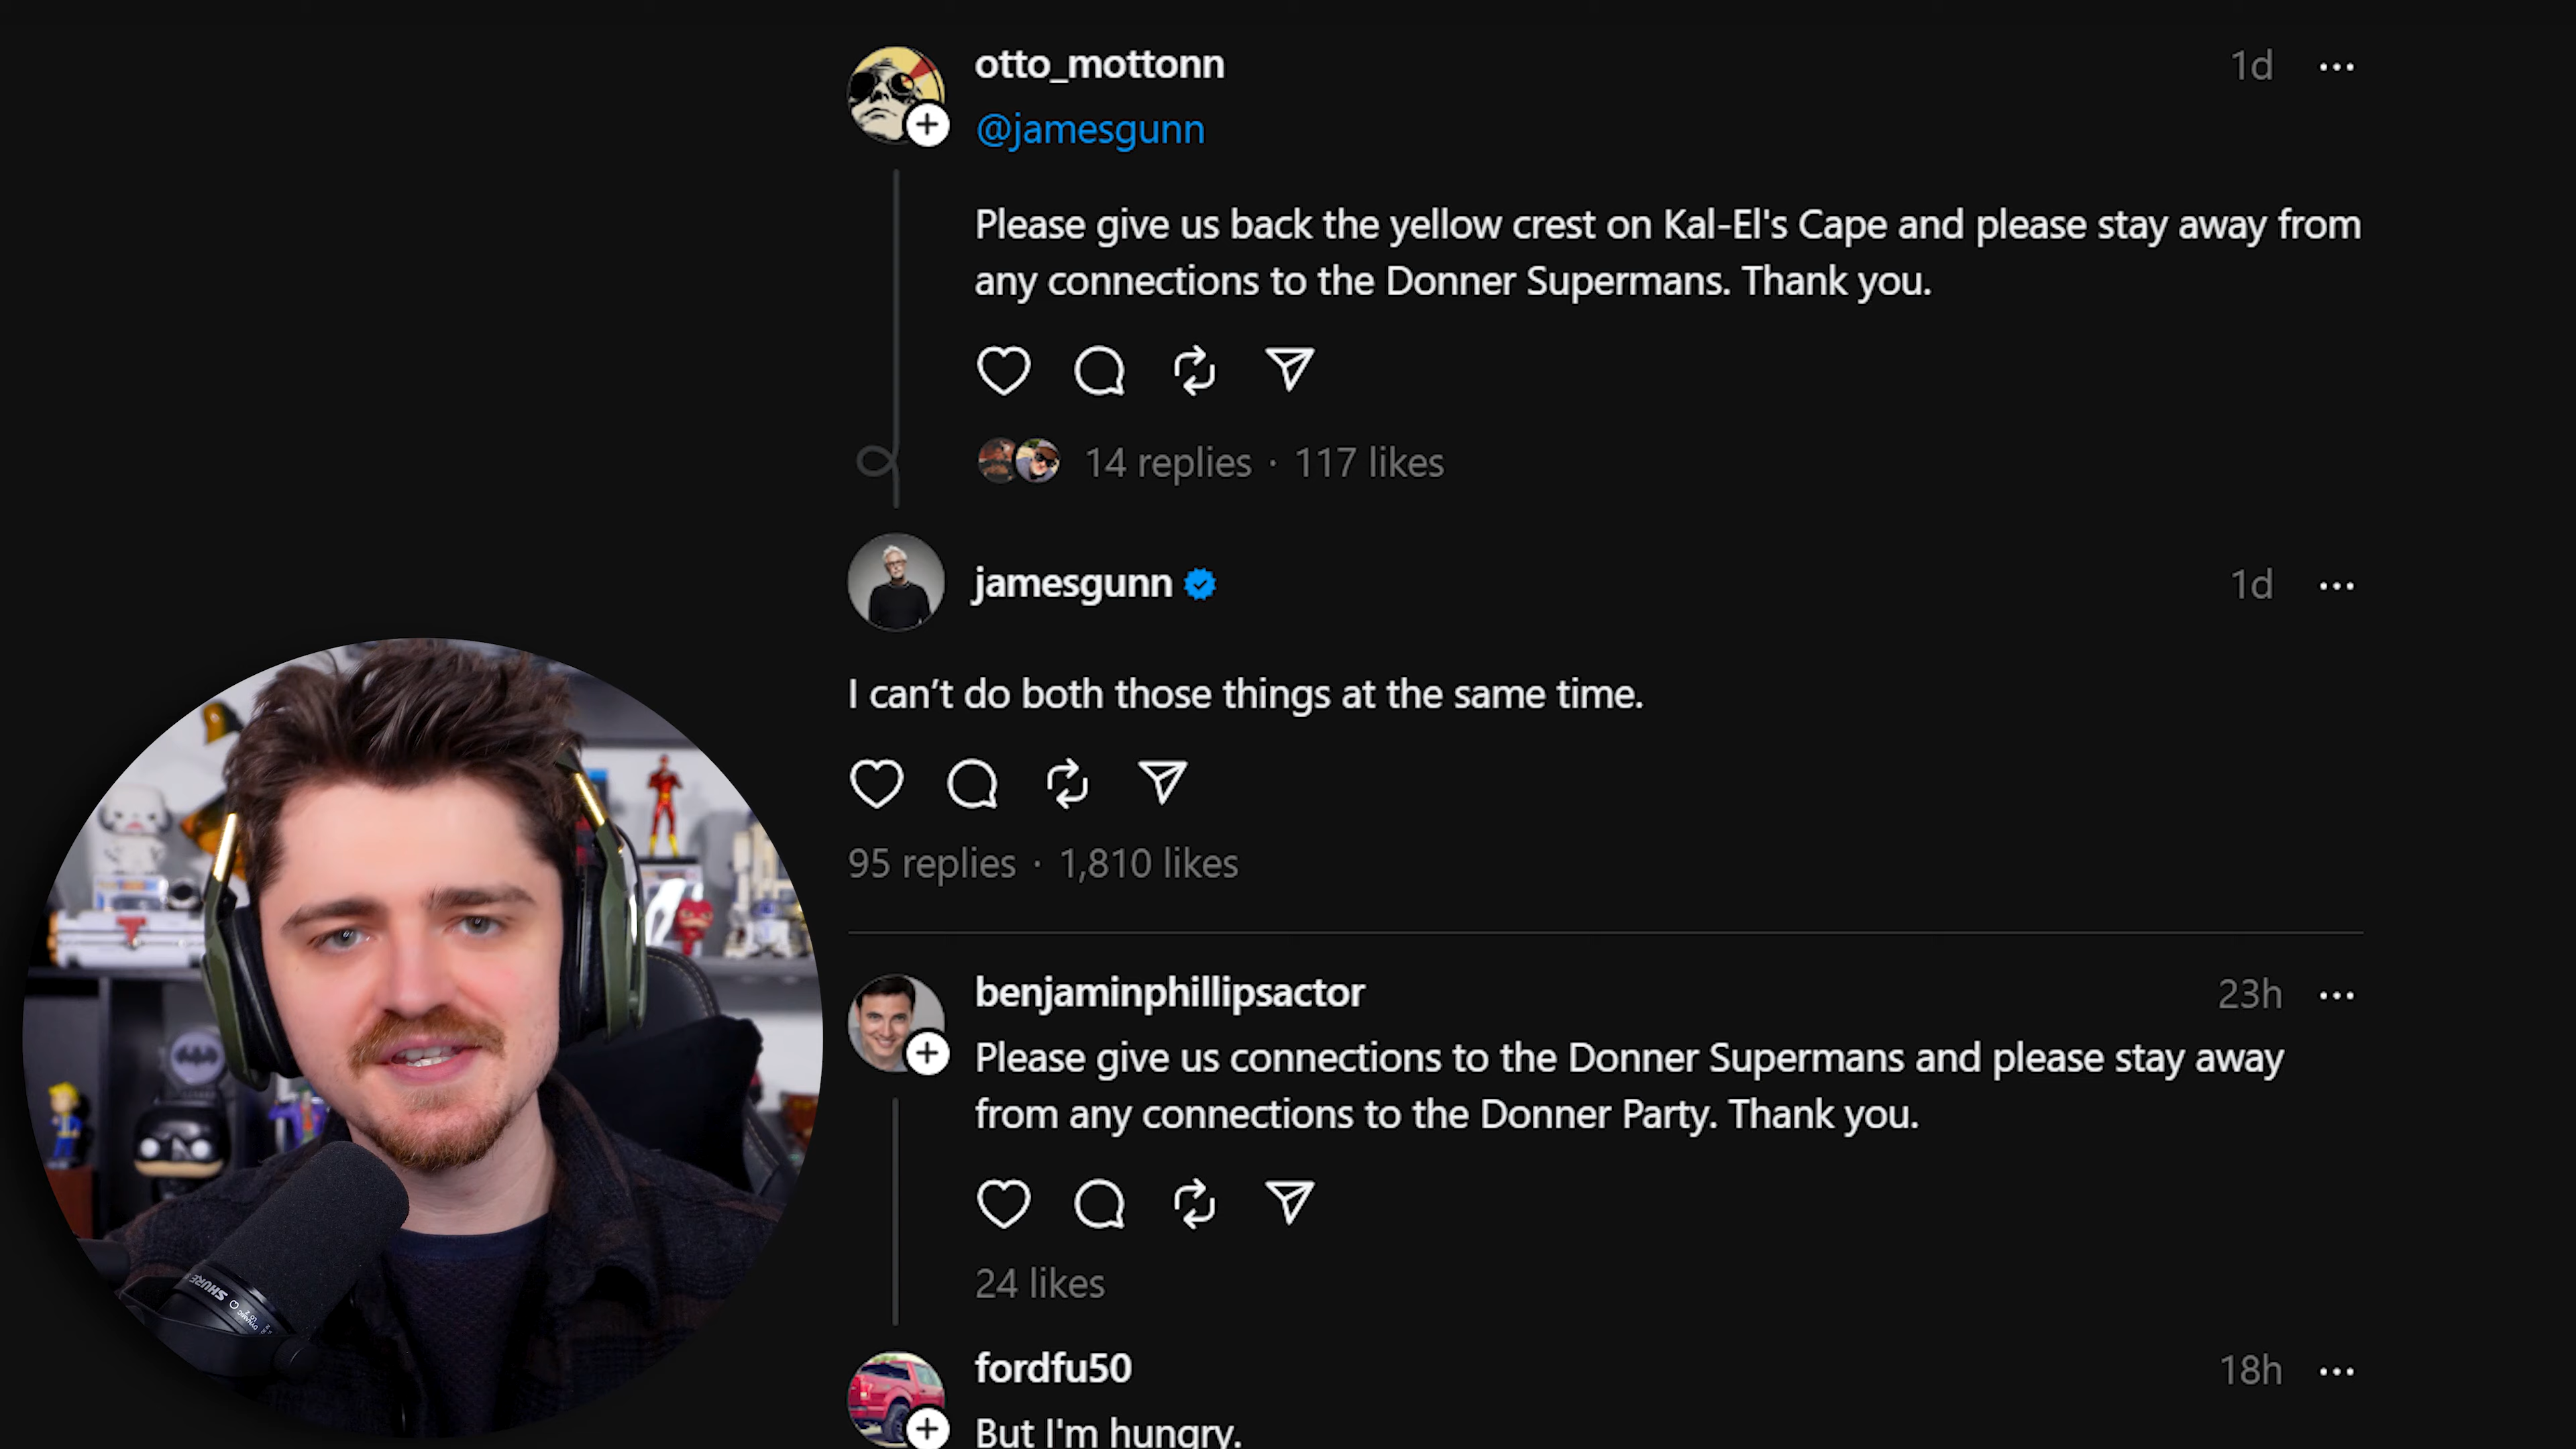 otto_mottonn
1d
@jamesgunn
Please give us back the yellow crest on Kal-El's Cape and please stay away from
any connections to the Donner Supermans. Thank you.
14 replies · 117 likes
jamesgunn
1d
I can’t do both those things at the same time.
95 replies · 1,810 likes
benjaminphillipsactor
23h
Please give us connections to the Donner Supermans and please stay away
from any connections to the Donner Party. Thank you.
24 likes
fordfu50
18h
But I'm hungry.
SHURE